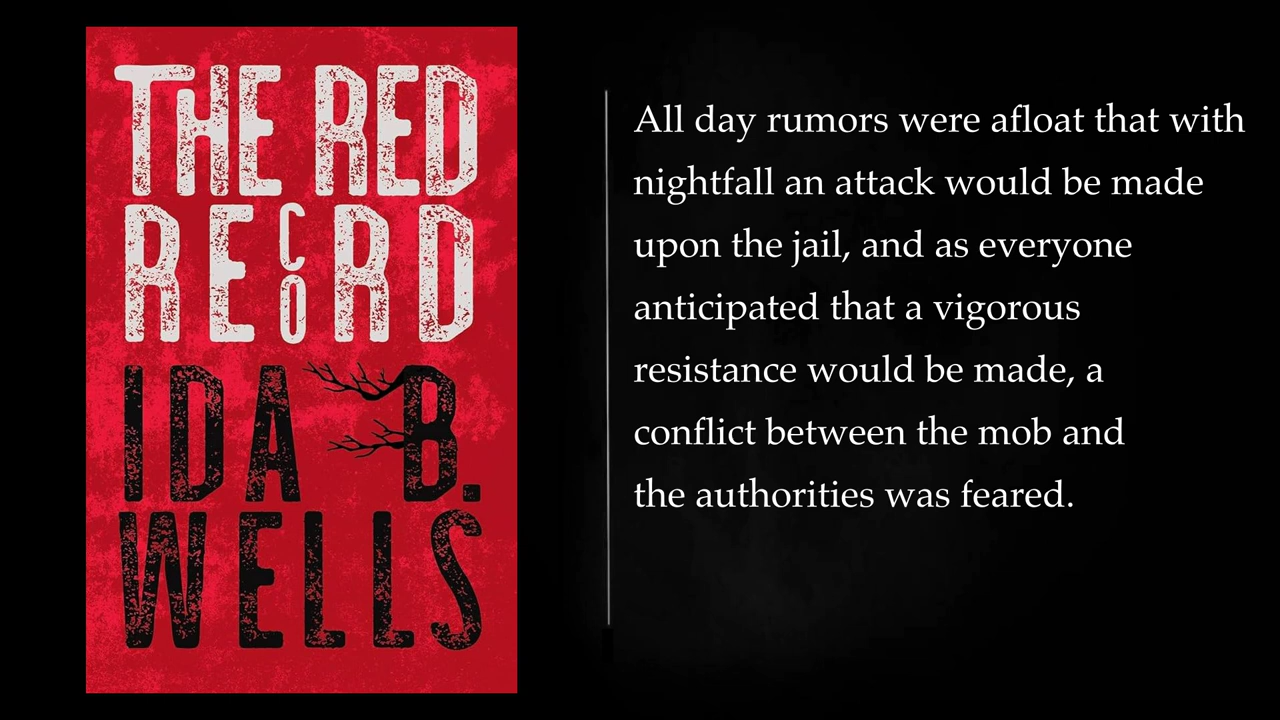 THE RED
RECORD
IDA B.
WELLS
All day rumors were afloat that with
nightfall an attack would be made
upon the jail, and as everyone
anticipated that a vigorous
resistance would be made, a
conflict between the mob and
the authorities was feared.